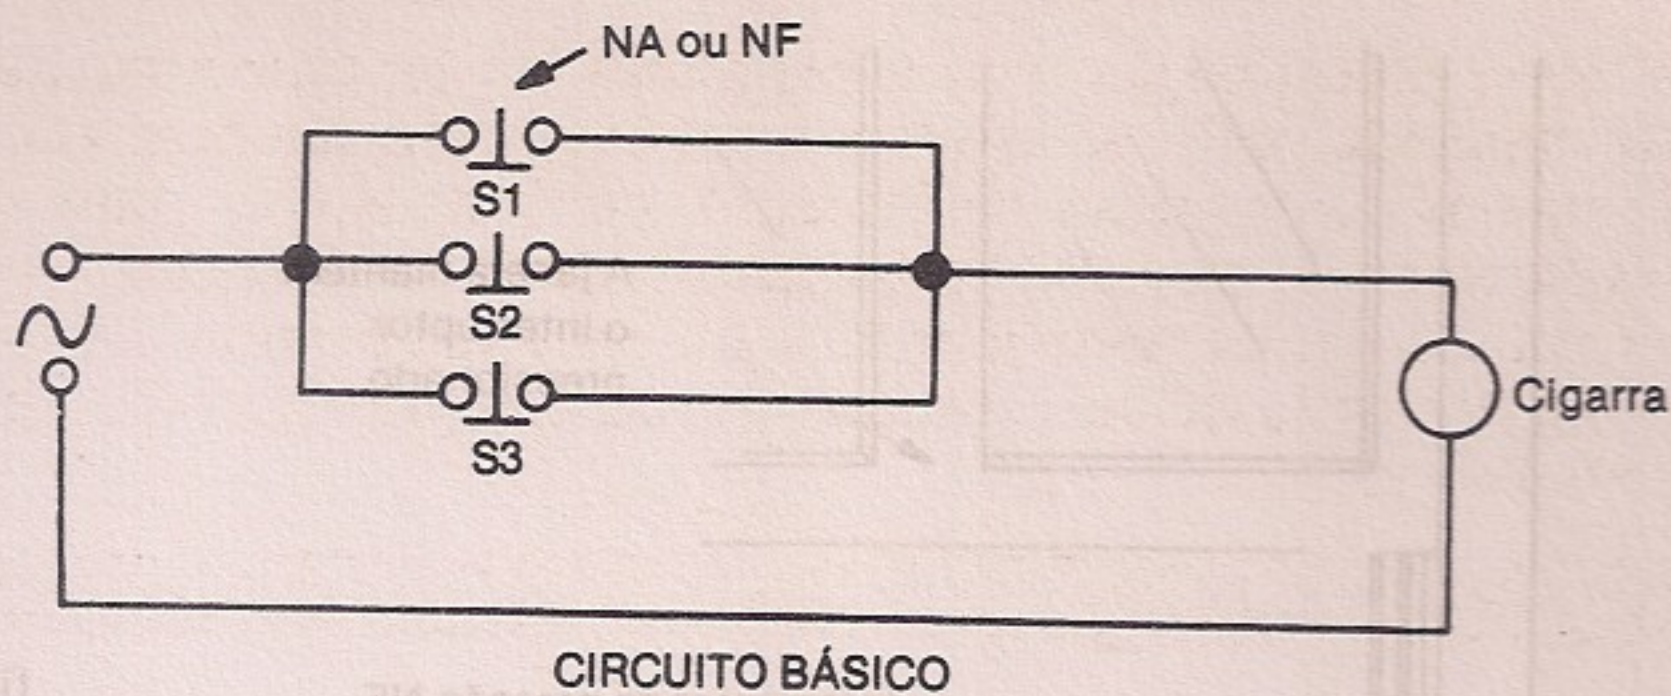 NA ou NF
S1
S2
S3
Cigarra
CIRCUITO BÁSICO